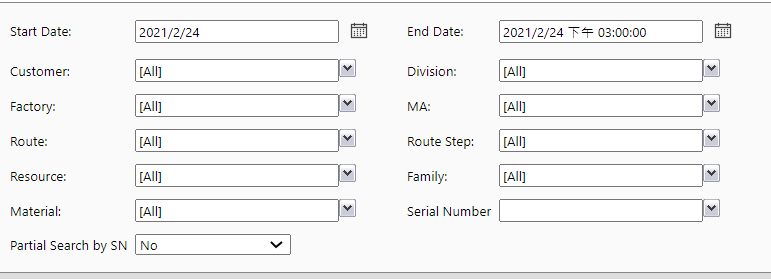 Start Date: 2021/2/24 End Date: 2021/2/24 下午 03:00:00
Customer: [All] Division: [All]
Factory: [All] MA: [All]
Route: [All] Route Step: [All]
Resource: [All] Family: [All]
Material: [All] Serial Number
Partial Search by SN No